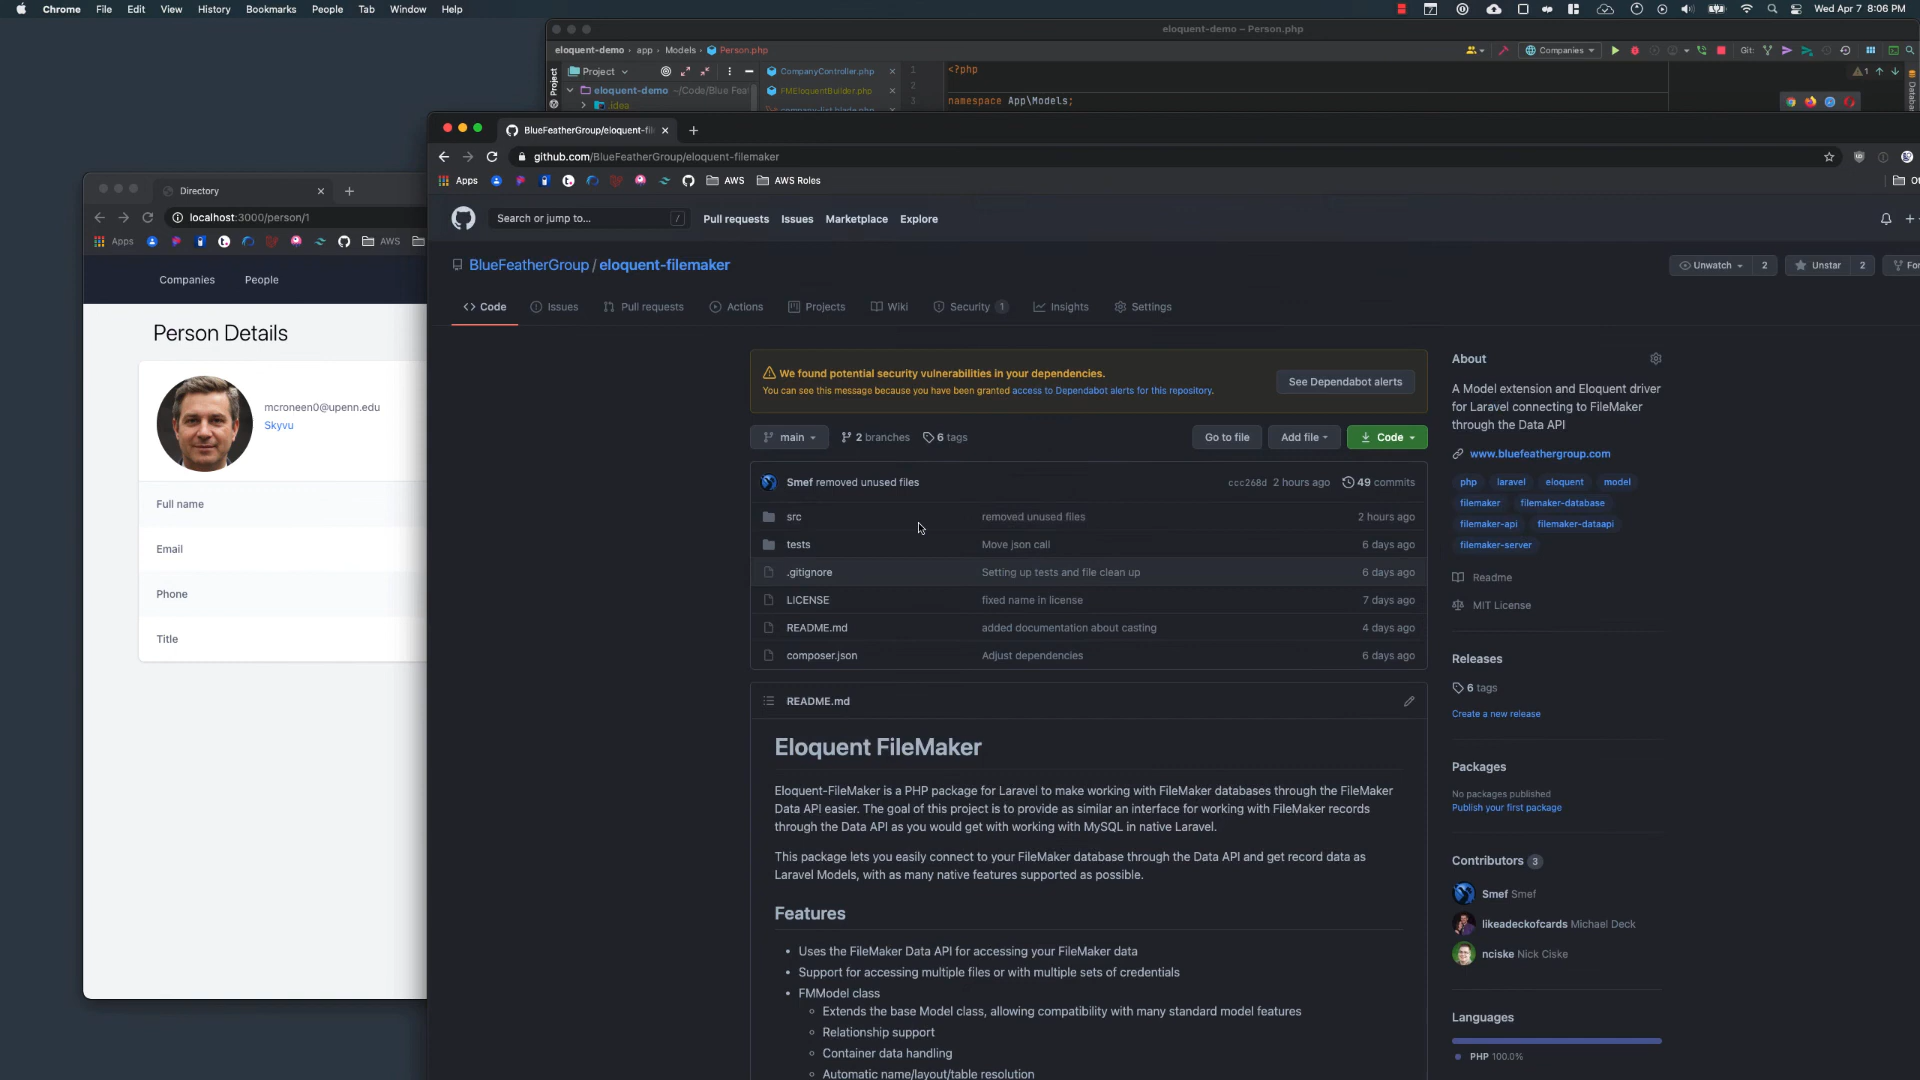 Chrome File Edit View History Bookmarks People Tab Window Help
Wed Apr 7 8:06 PM
eloquent-demo – Person.php
eloquent-demo app Models Person.php
Companies
Git:
Project
Project
CompanyController.php
1
<?php
1
eloquent-demo ~/Code/Blue Fea
FMEloquentBuilder.php
2
.idea
company-list.blade.php
3
namespace App\Models;
Database
BlueFeatherGroup/eloquent-fil
github.com/BlueFeatherGroup/eloquent-filemaker
Apps
AWS
AWS Roles
Directory
localhost:3000/person/1
Apps
AWS
Companies
People
Person Details
mcroneen0@upenn.edu
Skyvu
Full name
Email
Phone
Title
Search or jump to... /
Pull requests Issues Marketplace Explore
BlueFeatherGroup / eloquent-filemaker
Unwatch 2
Unstar 2
For
Code Issues Pull requests Actions Projects Wiki Security 1 Insights Settings
We found potential security vulnerabilities in your dependencies.
You can see this message because you have been granted access to Dependabot alerts for this repository.
See Dependabot alerts
main
2 branches
6 tags
Go to file
Add file
Code
Smef removed unused files
ccc268d 2 hours ago 49 commits
src removed unused files 2 hours ago
tests Move json call 6 days ago
.gitignore Setting up tests and file clean up 6 days ago
LICENSE fixed name in license 7 days ago
README.md added documentation about casting 4 days ago
composer.json Adjust dependencies 6 days ago
README.md
Eloquent FileMaker
Eloquent-FileMaker is a PHP package for Laravel to make working with FileMaker databases through the FileMaker
Data API easier. The goal of this project is to provide as similar an interface for working with FileMaker records
through the Data API as you would get with working with MySQL in native Laravel.
This package lets you easily connect to your FileMaker database through the Data API and get record data as
Laravel Models, with as many native features supported as possible.
Features
Uses the FileMaker Data API for accessing your FileMaker data
Support for accessing multiple files or with multiple sets of credentials
FMModel class
Extends the base Model class, allowing compatibility with many standard model features
Relationship support
Container data handling
Automatic name/layout/table resolution
About
A Model extension and Eloquent driver
for Laravel connecting to FileMaker
through the Data API
www.bluefeathergroup.com
php laravel eloquent model
filemaker filemaker-database
filemaker-api filemaker-dataapi
filemaker-server
Readme
MIT License
Releases
6 tags
Create a new release
Packages
No packages published
Publish your first package
Contributors 3
Smef Smef
likeadeckofcards Michael Deck
nciske Nick Ciske
Languages
PHP 100.0%